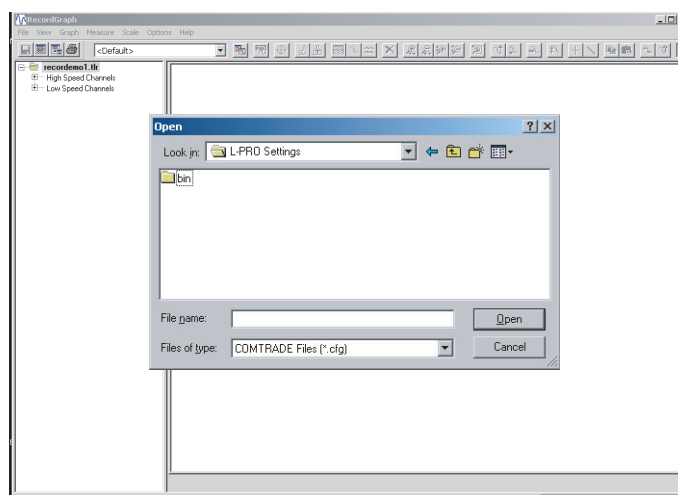 RecordGraph
File View Graph Measure Scale Options Help
<Default>
recordemo1.tlr
High Speed Channels
Low Speed Channels
Open
Look in: L-PRO Settings
bin
File name:
Open
Files of type: COMTRADE Files (*.cfg)
Cancel